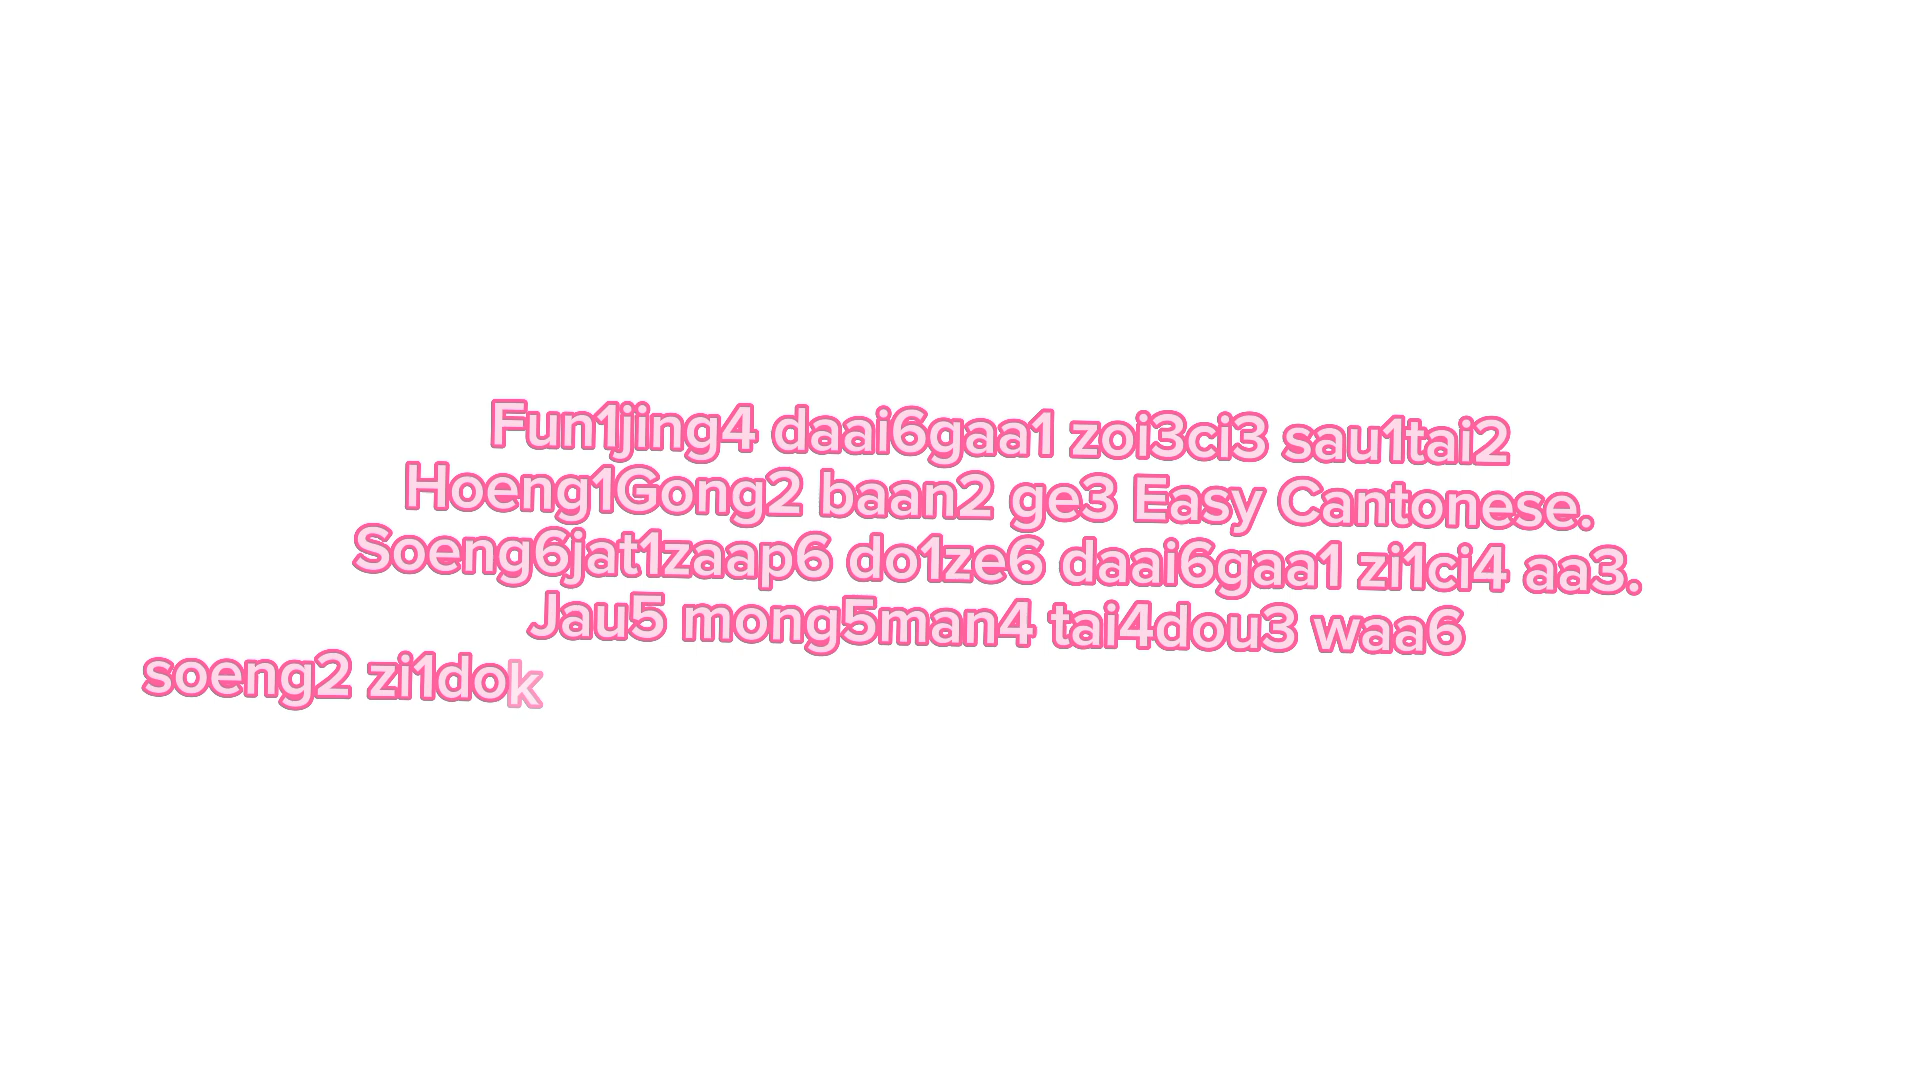 Fun1jing4 daai6gaa1 zoi3ci3 sau1tai2
Hoeng1Gong2 baan2 ge3 Easy Cantonese.
Soeng6jat1zaap6 do1ze6 daai6gaa1 zi1ci4 aa3.
Jau5 mong5man4 tai4dou3 waa6
soeng2 zi1dok